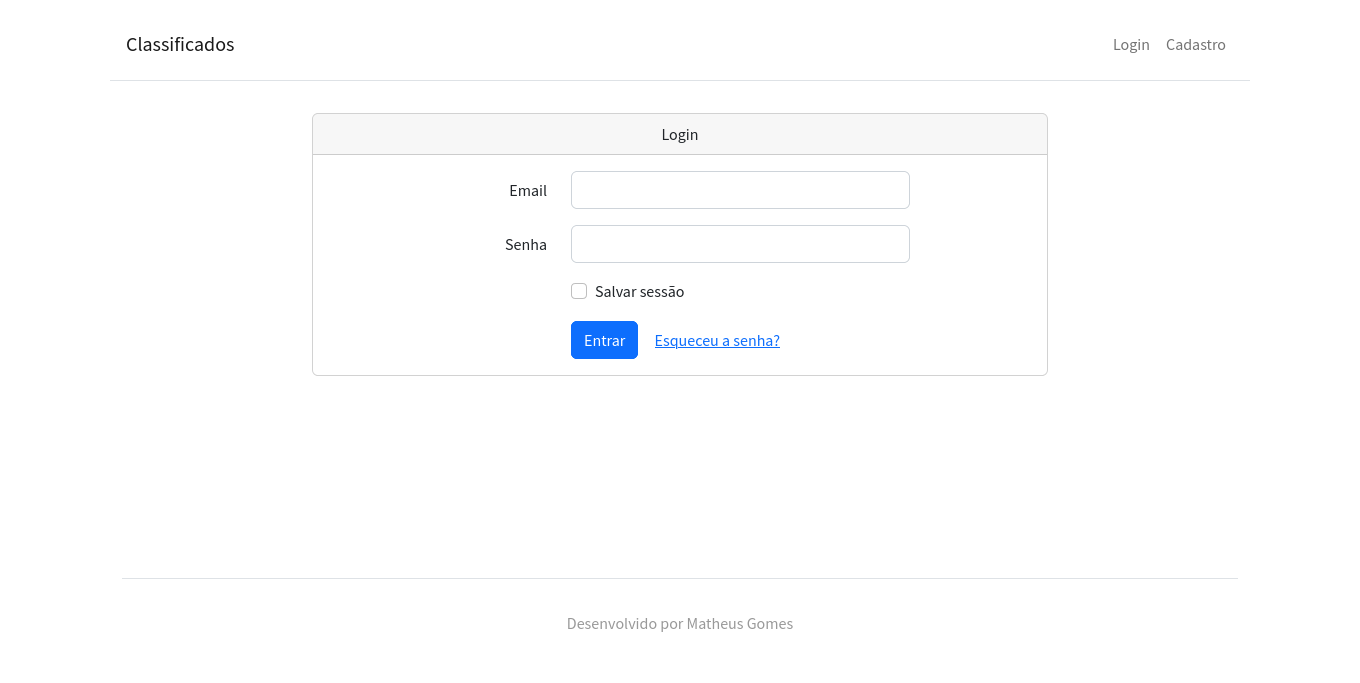 Classificados
Login Cadastro
Login
Email
Senha
Salvar sessão
Entrar Esqueceu a senha?
Desenvolvido por Matheus Gomes